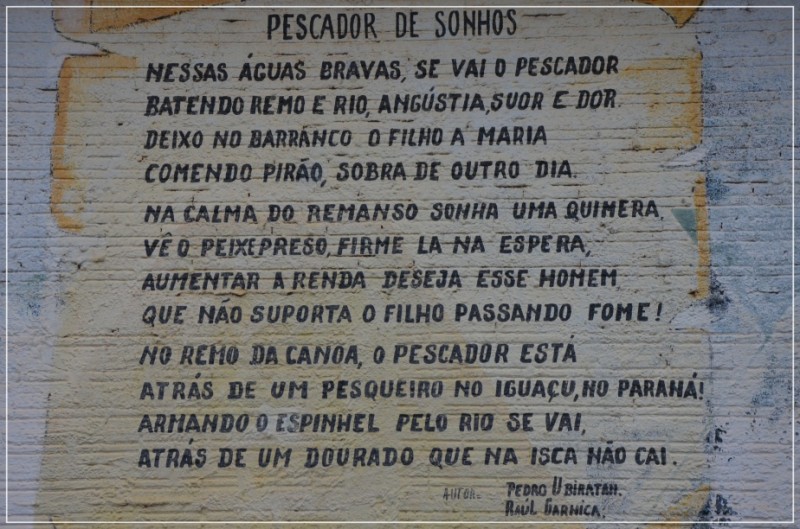 PESCADOR DE SONHOS
NESSAS ÁGUAS BRAVAS, SE VAI O PESCADOR
BATENDO REMO E RIO, ANGÚSTIA, SUOR E DOR.
DEIXO NO BARRÂNCO O FILHO A MARIA
COMENDO PIRÃO, SOBRA DE OUTRO DIA.
NA CALMA DO REMANSO SONHA UMA QUIMERA,
VÊ O PEIXE PRESO, FIRME LA NA ESPERA,
AUMENTAR A RENDA DESEJA ESSE HOMEM
QUE NÃO SUPORTA O FILHO PASSANDO FOME!
NO REMO DA CANOA, O PESCADOR ESTÁ
ATRÁS DE UM PESQUEIRO NO IGUAÇU, NO PARANÁ!
ARMANDO O ESPINHEL PELO RIO SE VAI,
ATRÁS DE UM DOURADO QUE NA ISCA NÃO CAI.
AUTOR: PEDRO UBIRATAN.
RAÚL GARNICA.